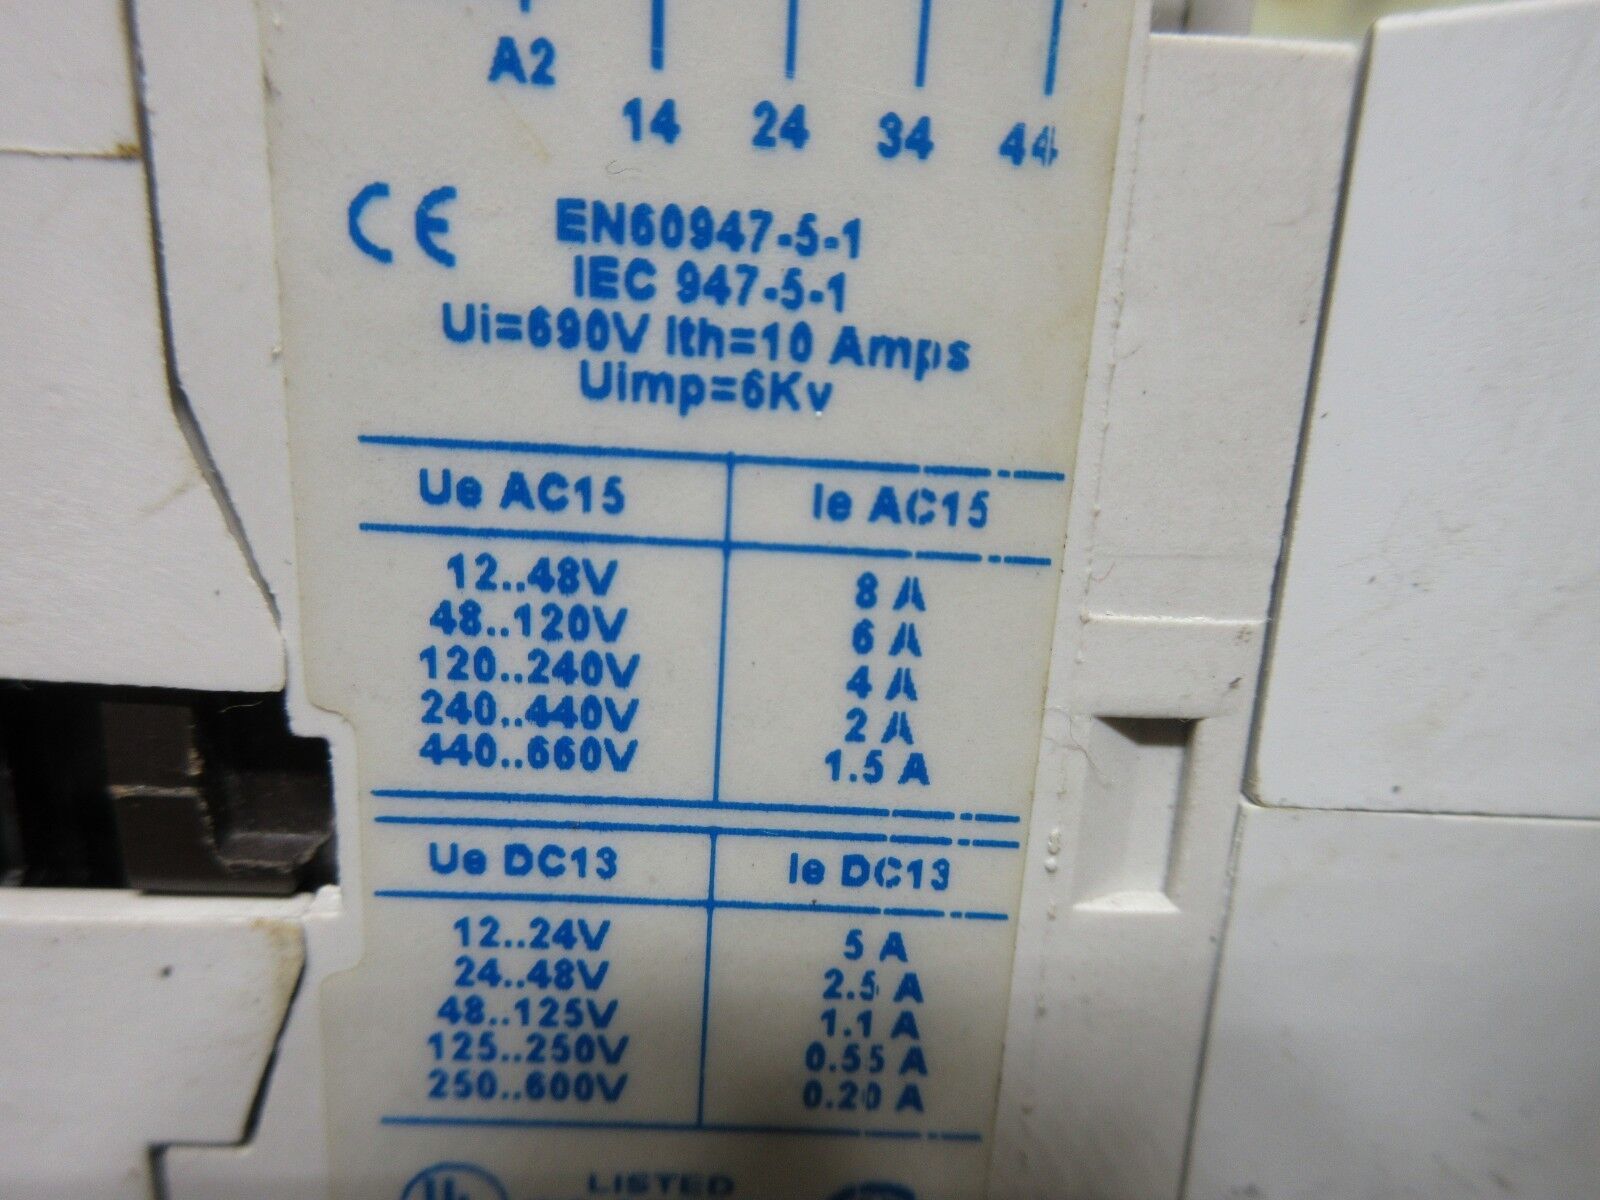 A2
14 24 34 44
CE EN60947-5-1
IEC 947-5-1
Ui=690V Ith=10 Amps
Uimp=6Kv
Ue AC15 Ie AC15
12..48V 8 A
48..120V 6 A
120..240V 4 A
240..440V 2 A
440..660V 1.5 A
Ue DC13 Ie DC13
12..24V 5 A
24..48V 2.5 A
48..125V 1.1 A
125..250V 0.55 A
250..600V 0.20 A
UL LISTED